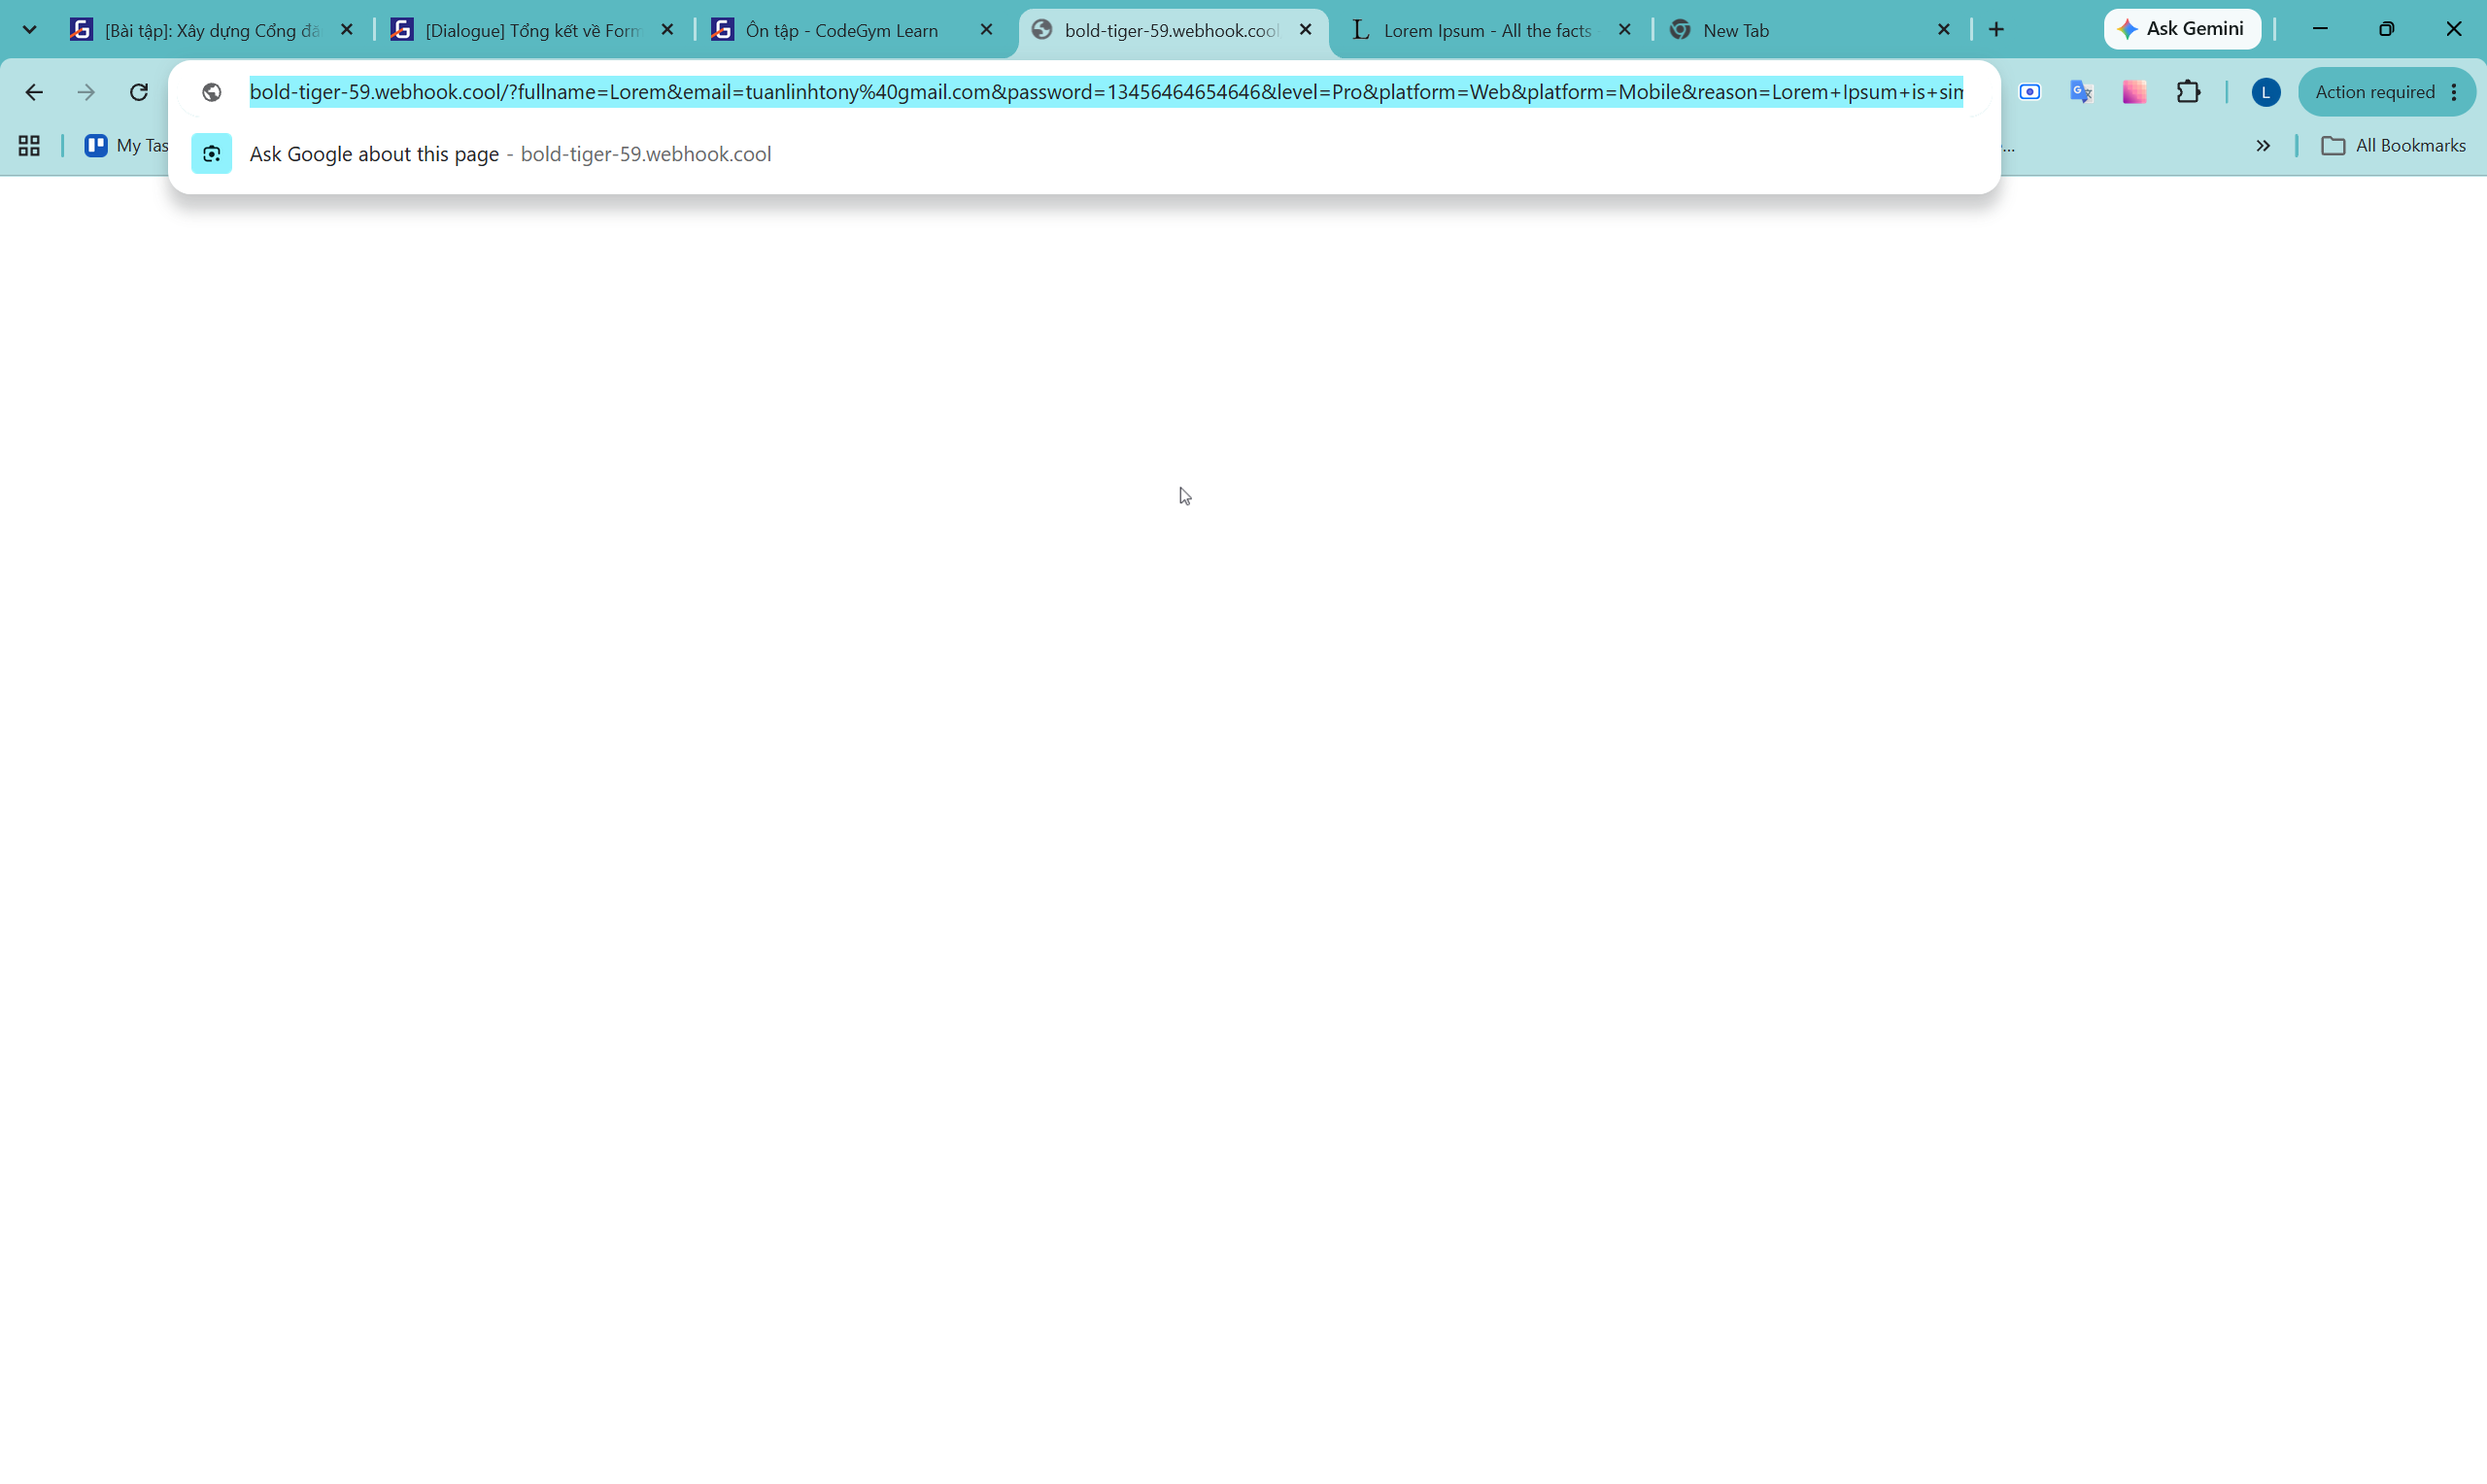 [Bài tập]: Xây dựng Cổng
[Dialogue] Tổng kết về Form
Ôn tập - CodeGym Learn
bold-tiger-59.webhook.cool
Lorem Ipsum - All the facts
New Tab
Ask Gemini
bold-tiger-59.webhook.cool/?fullname=Lorem&email=tuanlinhtony%40gmail.com&password=13456464654646&level=Pro&platform=Web&platform=Mobile&reason=Lorem+Ipsum+is+sim
L
Action required
My Tas
Ask Google about this page - bold-tiger-59.webhook.cool
...
All Bookmarks